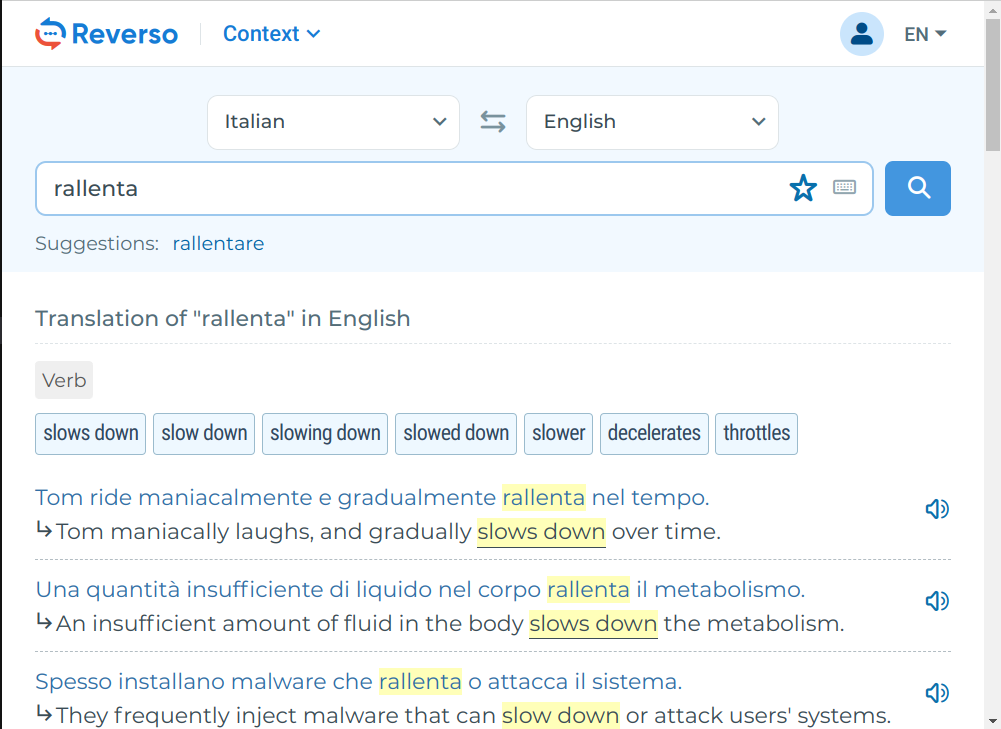 Reverso Context EN
Italian English
rallenta
Suggestions: rallentare
Translation of "rallenta" in English
Verb
slows down slow down slowing down slowed down slower decelerates throttles
Tom ride maniacalmente e gradualmente rallenta nel tempo.
Tom maniacally laughs, and gradually slows down over time.
Una quantità insufficiente di liquido nel corpo rallenta il metabolismo.
An insufficient amount of fluid in the body slows down the metabolism.
Spesso installano malware che rallenta o attacca il sistema.
They frequently inject malware that can slow down or attack users' systems.